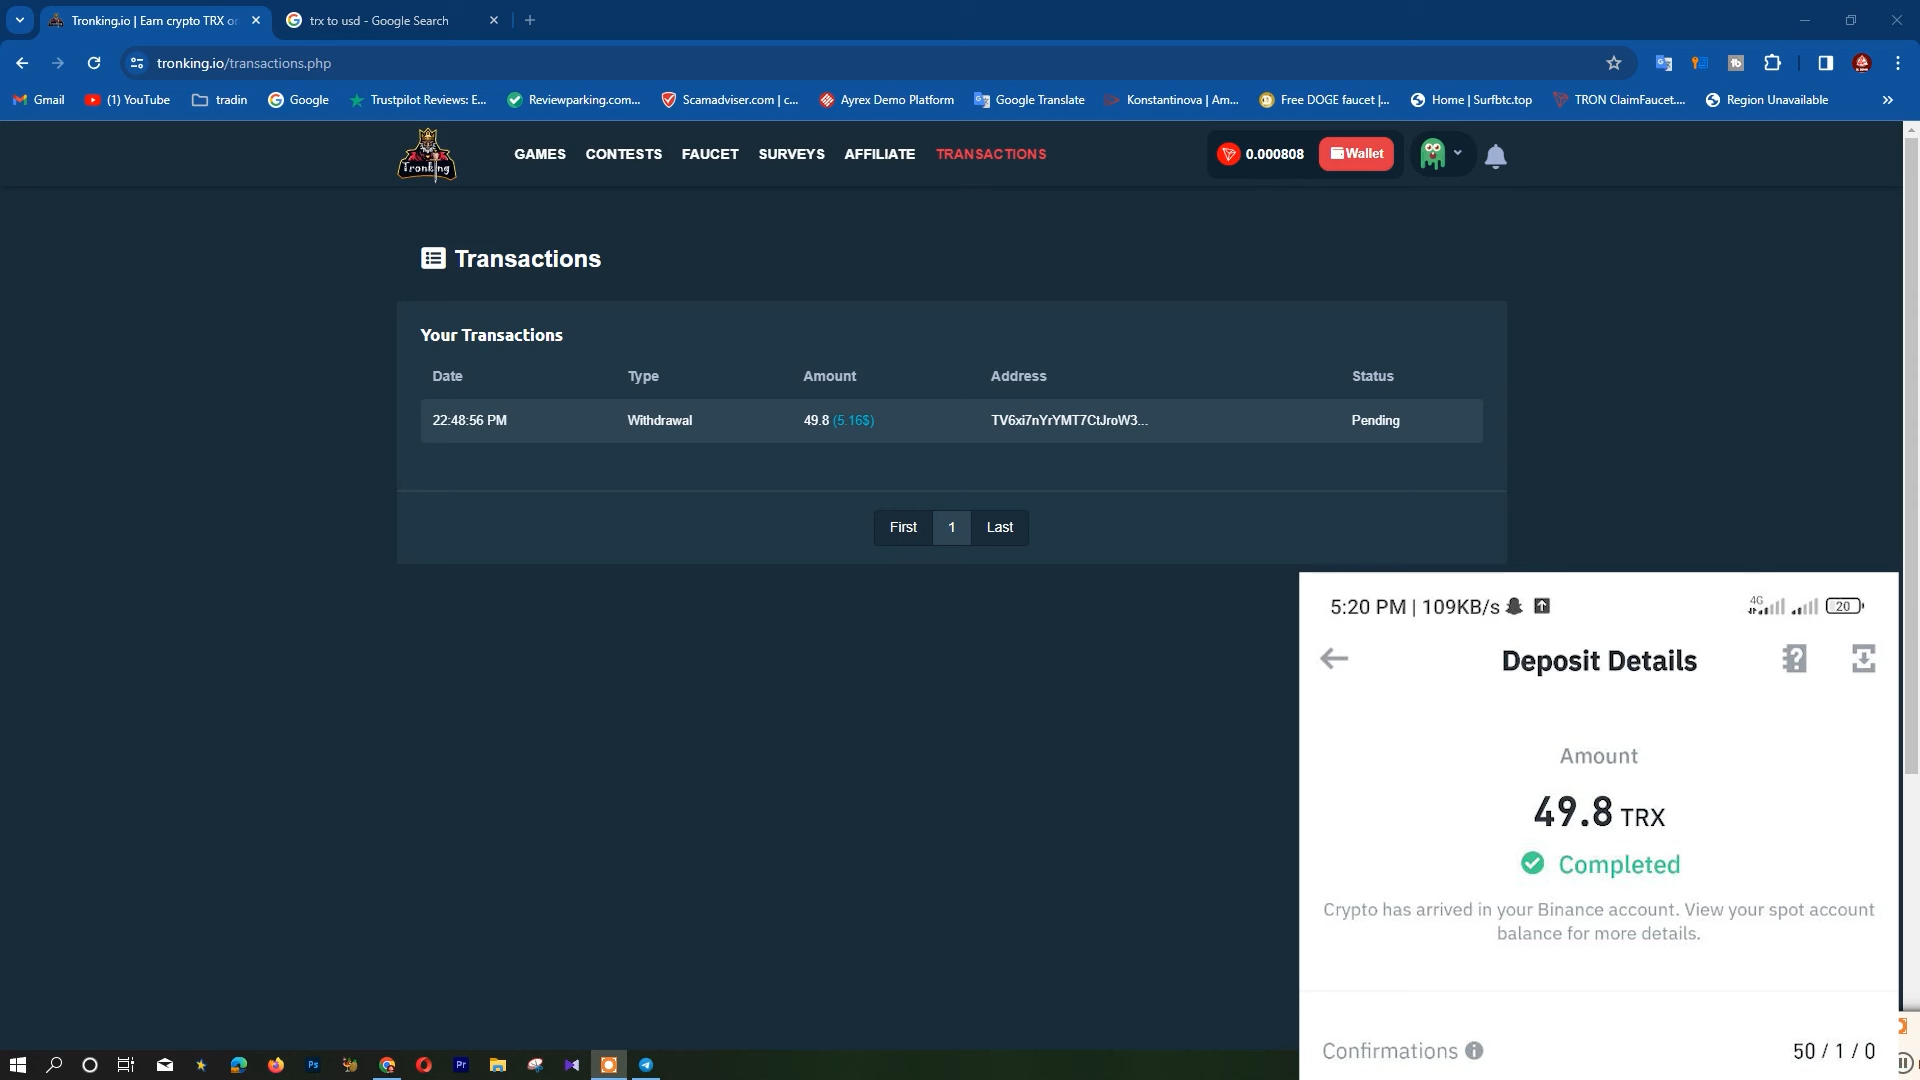 Tronking.io | Earn crypto TRX or
trx to usd - Google Search
tronking.io/transactions.php
Gmail
(1) YouTube
tradin
Google
Trustpilot Reviews: E...
Reviewparking.com...
Scamadviser.com | c...
Ayrex Demo Platform
Google Translate
Konstantinova | Am...
Free DOGE faucet |...
Home | Surfbtc.top
TRON ClaimFaucet....
Region Unavailable
Tronking
GAMES
CONTESTS
FAUCET
SURVEYS
AFFILIATE
TRANSACTIONS
0.000808
Wallet
Transactions
Your Transactions
Date Type Amount Address Status
22:48:56 PM Withdrawal 49.8 (5.16$) TV6xi7nYrYMT7CtJroW3... Pending
First 1 Last
5:20 PM | 109KB/s
4G
20
Deposit Details
Amount
49.8 TRX
Completed
Crypto has arrived in your Binance account. View your spot account
balance for more details.
Confirmations
50 / 1 / 0
Ps
Pr